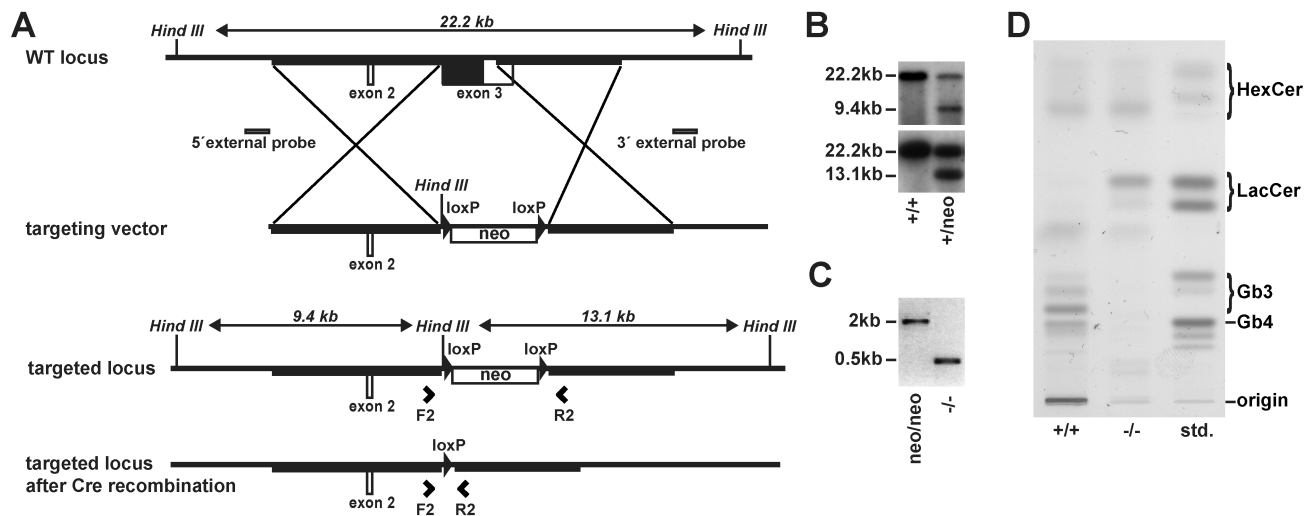 A
Hind III
22.2 kb
Hind III
WT locus
exon 2
exon 3
5´external probe
3´ external probe
Hind III
loxP
loxP
targeting vector
neo
exon 2
Hind III
9.4 kb
Hind III
13.1 kb
Hind III
loxP
loxP
targeted locus
neo
exon 2
F2
R2
loxP
targeted locus
after Cre recombination
exon 2
F2
R2
B
22.2kb
9.4kb
22.2kb
13.1kb
+/+
+/neo
C
2kb
0.5kb
neo/neo
-/-
D
HexCer
LacCer
Gb3
Gb4
origin
+/+
-/-
std.